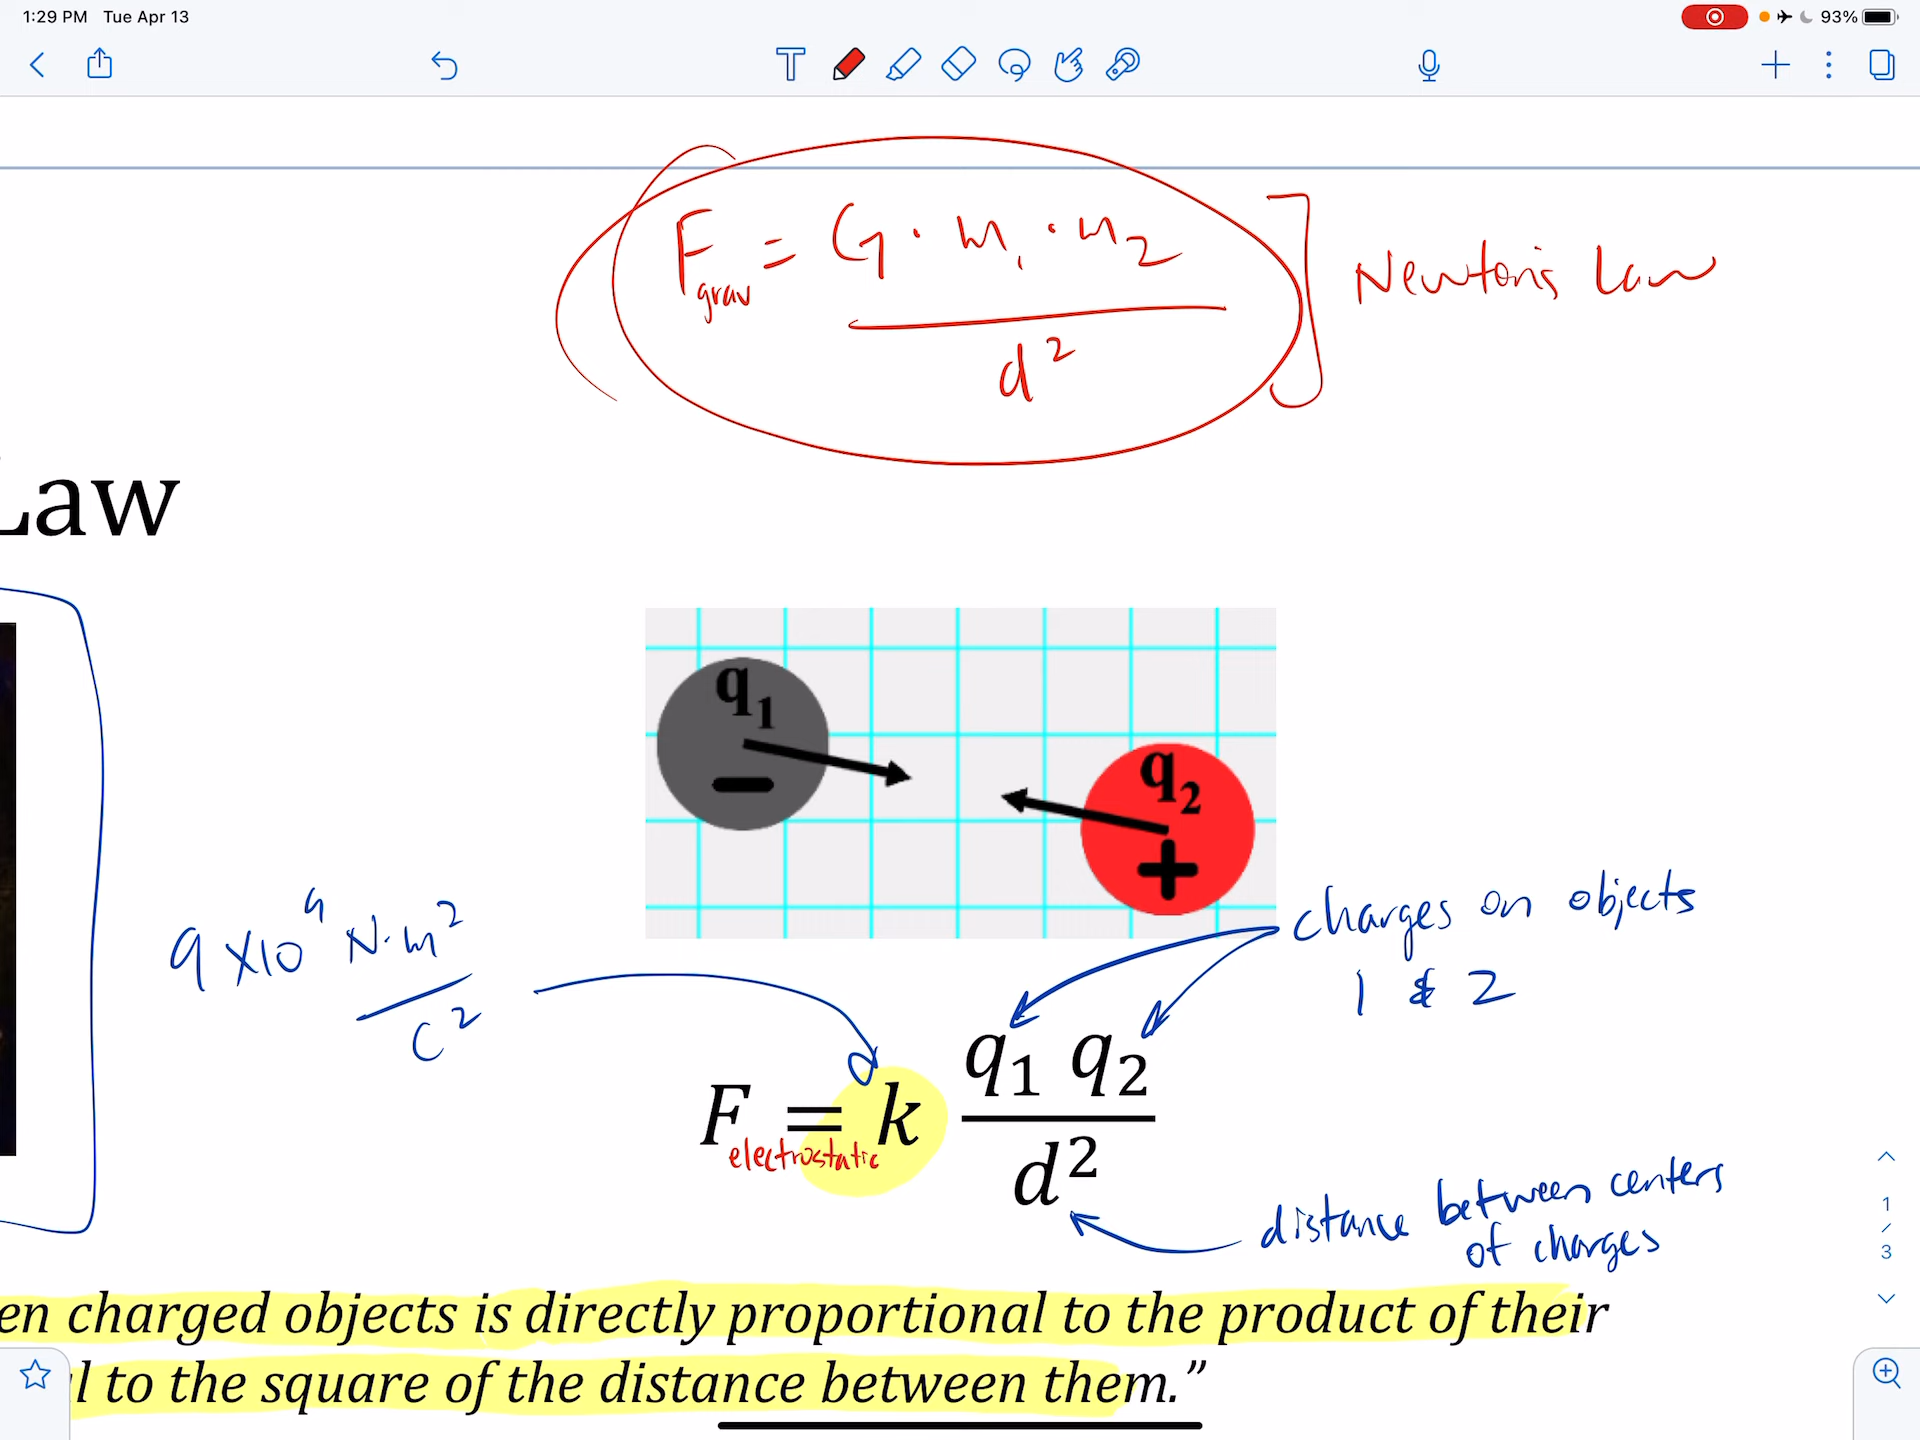 1:29 PM Tue Apr 13
93%
F grav = G · m1 · m2
d²
Newton's Law
Law
q1
−
q2
+
9 x10⁹ N·m²
C²
charges on objects
1 & 2
F electrostatic = k q1 q2
d²
distance between centers
of charges
1
/
3
en charged objects is directly proportional to the product of their
l to the square of the distance between them.”